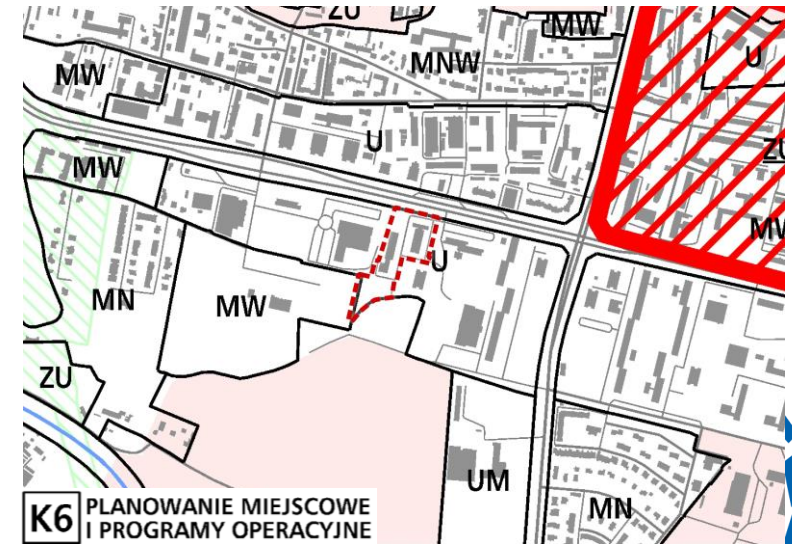 ZU
MW
MW
MNW
U
U
ZU
MW
MW
MN
MW
U
ZU
UM
MN
K6 PLANOWANIE MIEJSCOWE
I PROGRAMY OPERACYJNE